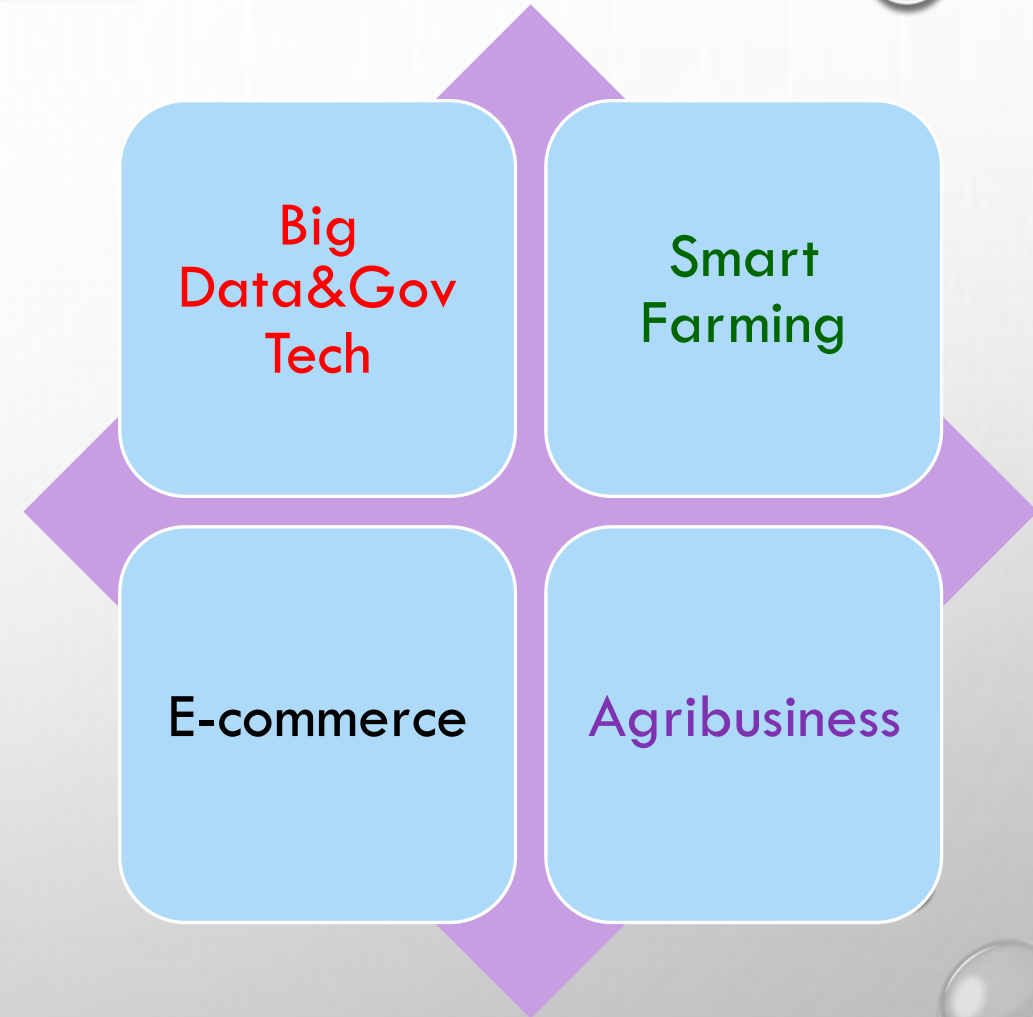 Big
Data&Gov
Tech
Smart
Farming
E-commerce
Agribusiness